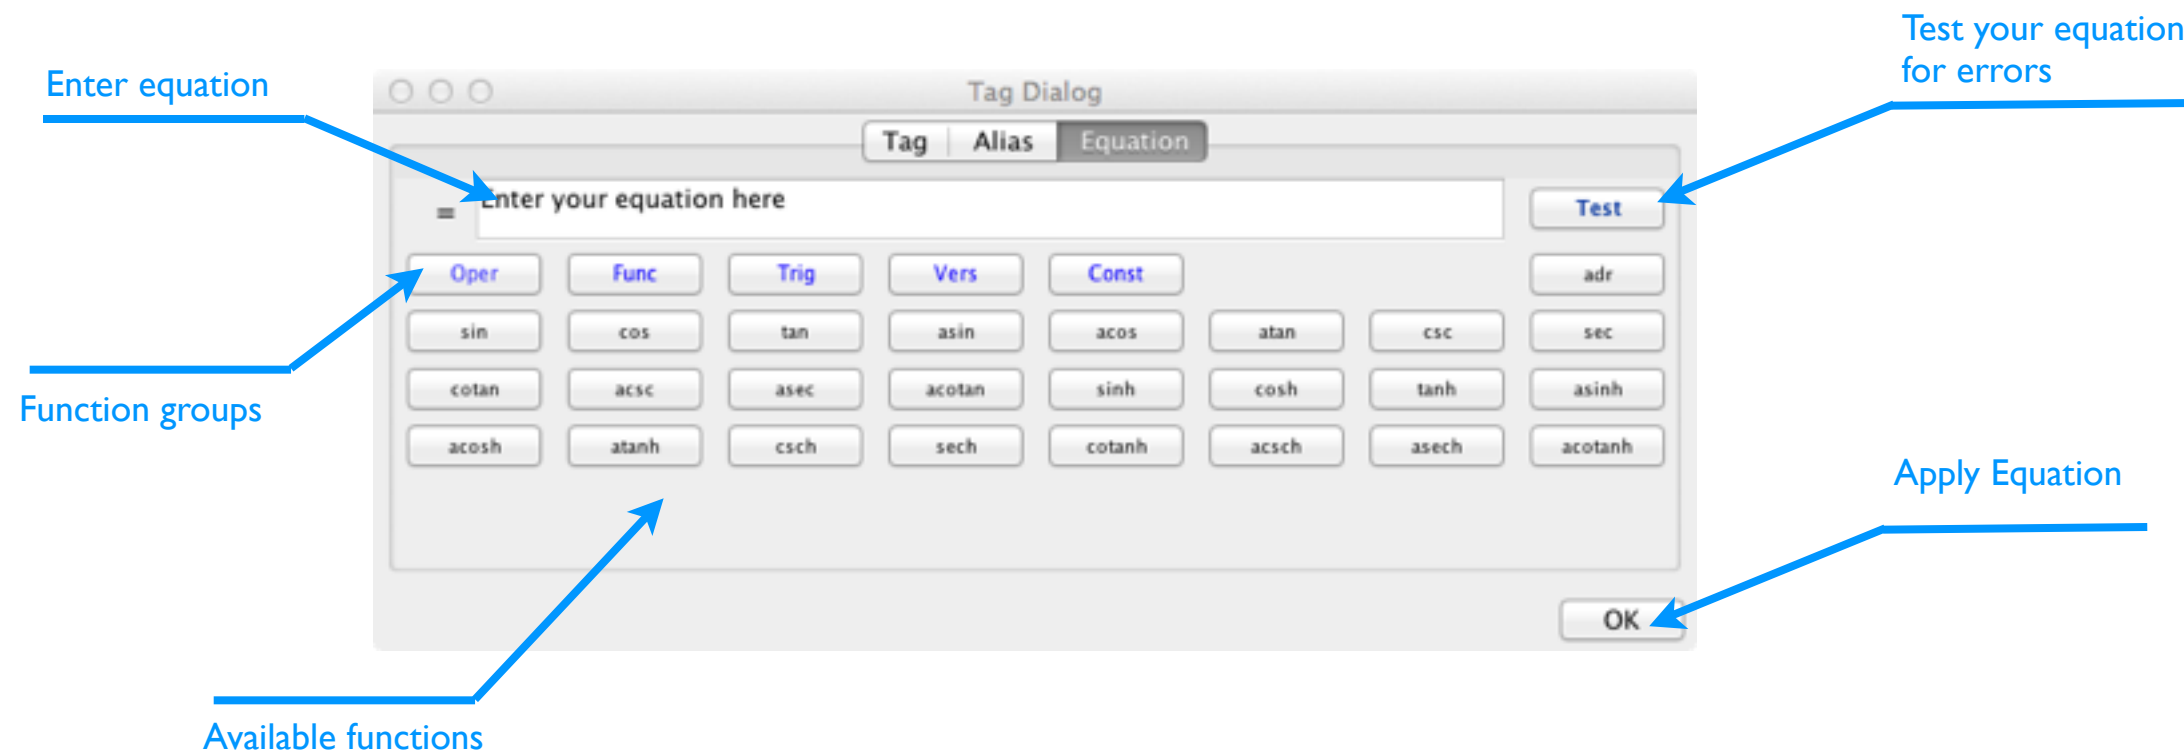 Test your equation
for errors
Enter equation
Tag Dialog
Tag Alias Equation
= Enter your equation here Test
Oper Func Trig Vers Const adr
sin cos tan asin acos atan csc sec
cotan acsc asec acotan sinh cosh tanh asinh
acosh atanh csch sech cotanh acsch asech acotanh
Function groups
Apply Equation
OK
Available functions